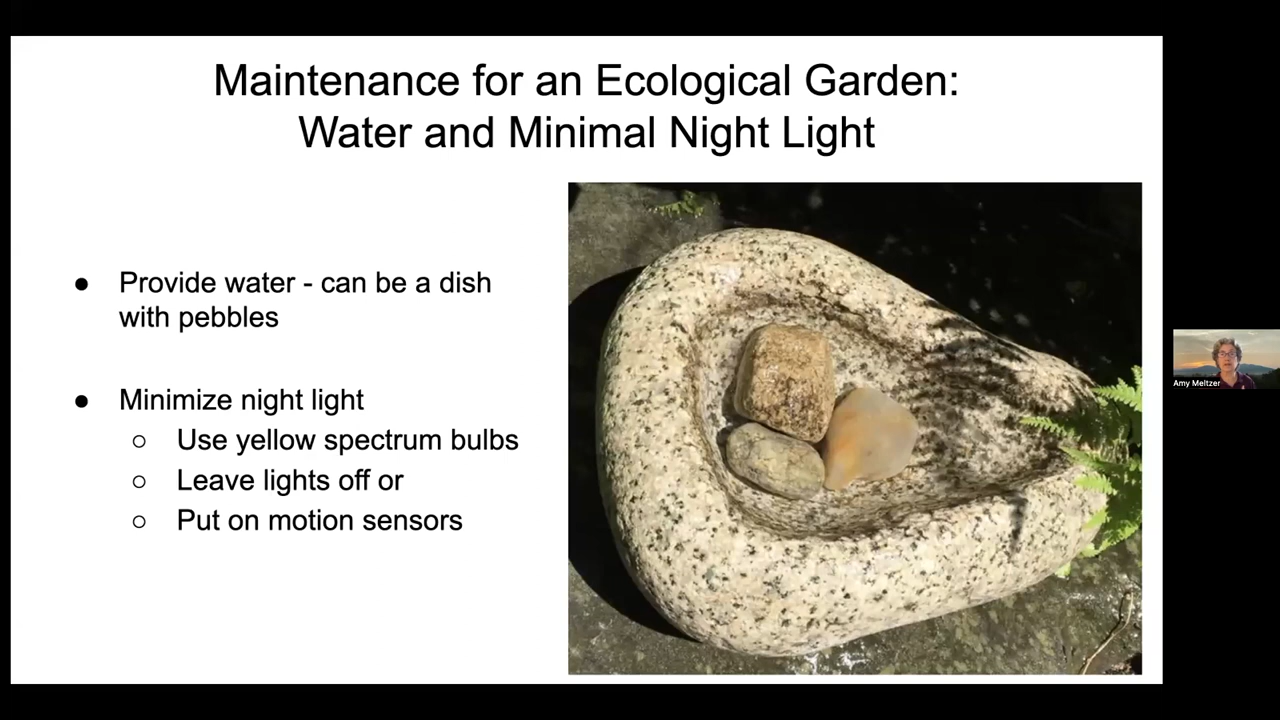 Maintenance for an Ecological Garden:
Water and Minimal Night Light
● Provide water - can be a dish
with pebbles
● Minimize night light
○ Use yellow spectrum bulbs
○ Leave lights off or
○ Put on motion sensors
Amy Meltzer